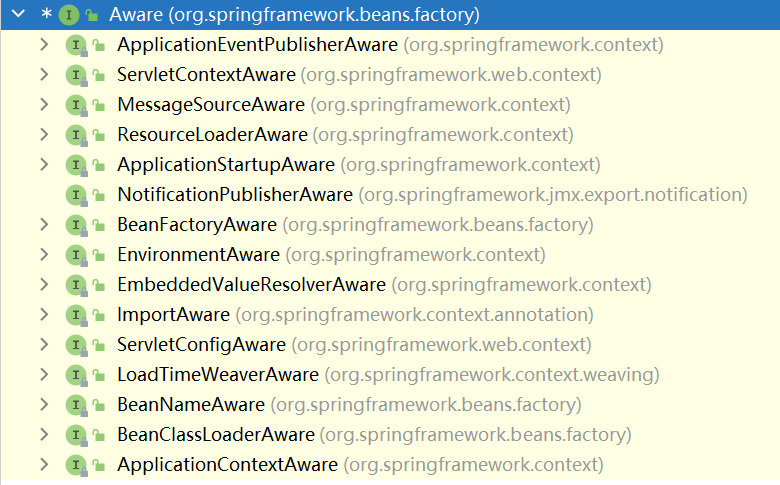 * Aware (org.springframework.beans.factory)
ApplicationEventPublisherAware (org.springframework.context)
ServletContextAware (org.springframework.web.context)
MessageSourceAware (org.springframework.context)
ResourceLoaderAware (org.springframework.context)
ApplicationStartupAware (org.springframework.context)
NotificationPublisherAware (org.springframework.jmx.export.notification)
BeanFactoryAware (org.springframework.beans.factory)
EnvironmentAware (org.springframework.context)
EmbeddedValueResolverAware (org.springframework.context)
ImportAware (org.springframework.context.annotation)
ServletConfigAware (org.springframework.web.context)
LoadTimeWeaverAware (org.springframework.context.weaving)
BeanNameAware (org.springframework.beans.factory)
BeanClassLoaderAware (org.springframework.beans.factory)
ApplicationContextAware (org.springframework.context)